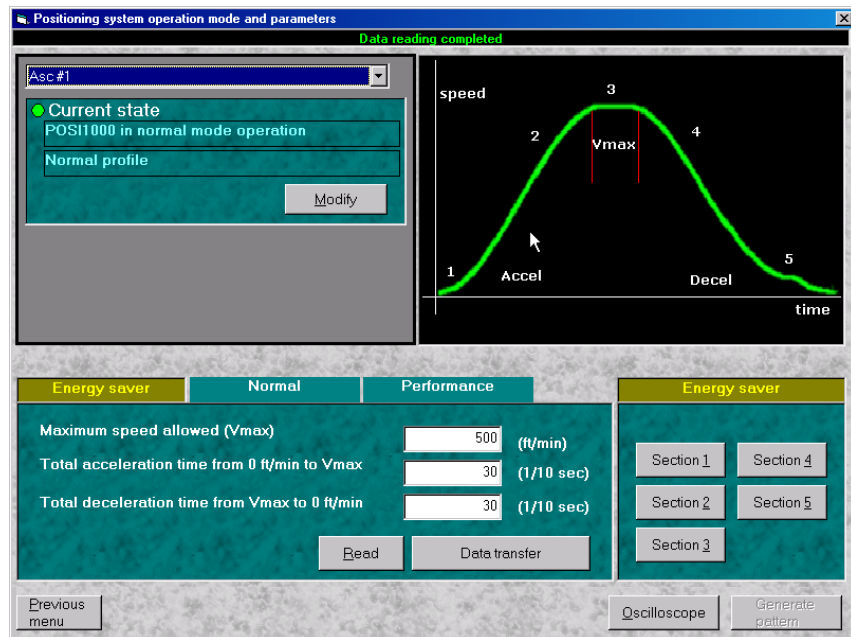 Positioning system operation mode and parameters
Data reading completed
Asc #1
Current state
POSI1000 in normal mode operation
Normal profile
Modify
speed
3
2
Vmax
4
1
Accel
Decel
5
time
Energy saver
Normal
Performance
Energy saver
Maximum speed allowed (Vmax)
500
(ft/min)
Total acceleration time from 0 ft/min to Vmax
30
(1/10 sec)
Total deceleration time from Vmax to 0 ft/min
30
(1/10 sec)
Read
Data transfer
Section 1
Section 4
Section 2
Section 5
Section 3
Previous
menu
Oscilloscope
Generate
pattern